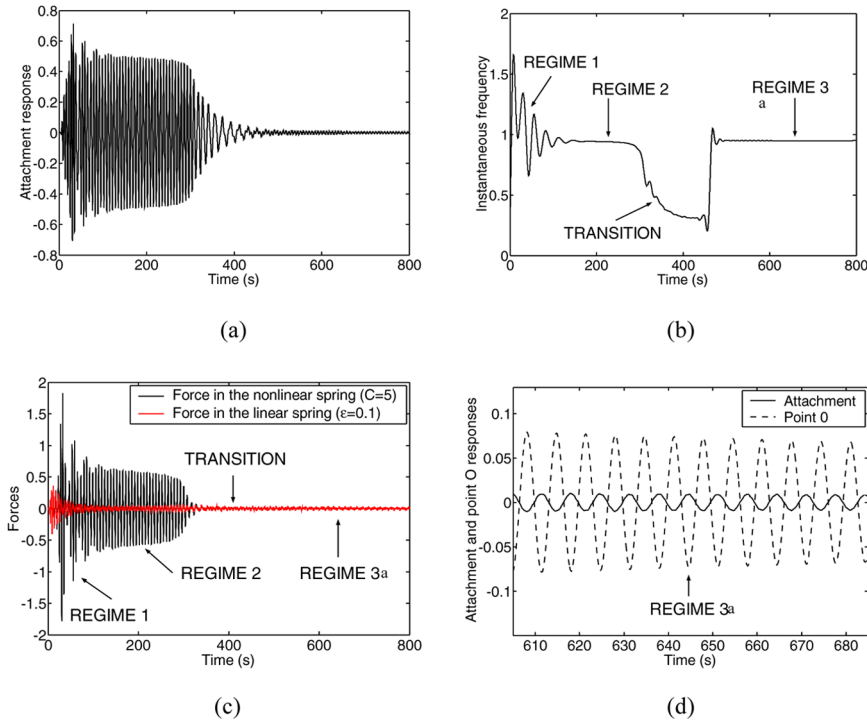 0.8
0.6
0.4
0.2
0
-0.2
-0.4
-0.6
-0.8
Attachment response
0 200 400 600 800
Time (s)
(a)
2
1.5
1
0.5
0
Instantaneous frequency
REGIME 1
REGIME 2
REGIME 3
a
TRANSITION
0 200 400 600 800
Time (s)
(b)
2
1.5
1
0.5
0
-0.5
-1
-1.5
-2
Forces
Force in the nonlinear spring (C=5)
Force in the linear spring (ε=0.1)
TRANSITION
REGIME 2
REGIME 3a
REGIME 1
0 200 400 600 800
Time (s)
(c)
0.1
0.05
0
-0.05
-0.1
Attachment and point O responses
Attachment
Point 0
REGIME 3a
610 620 630 640 650 660 670 680
Time (s)
(d)